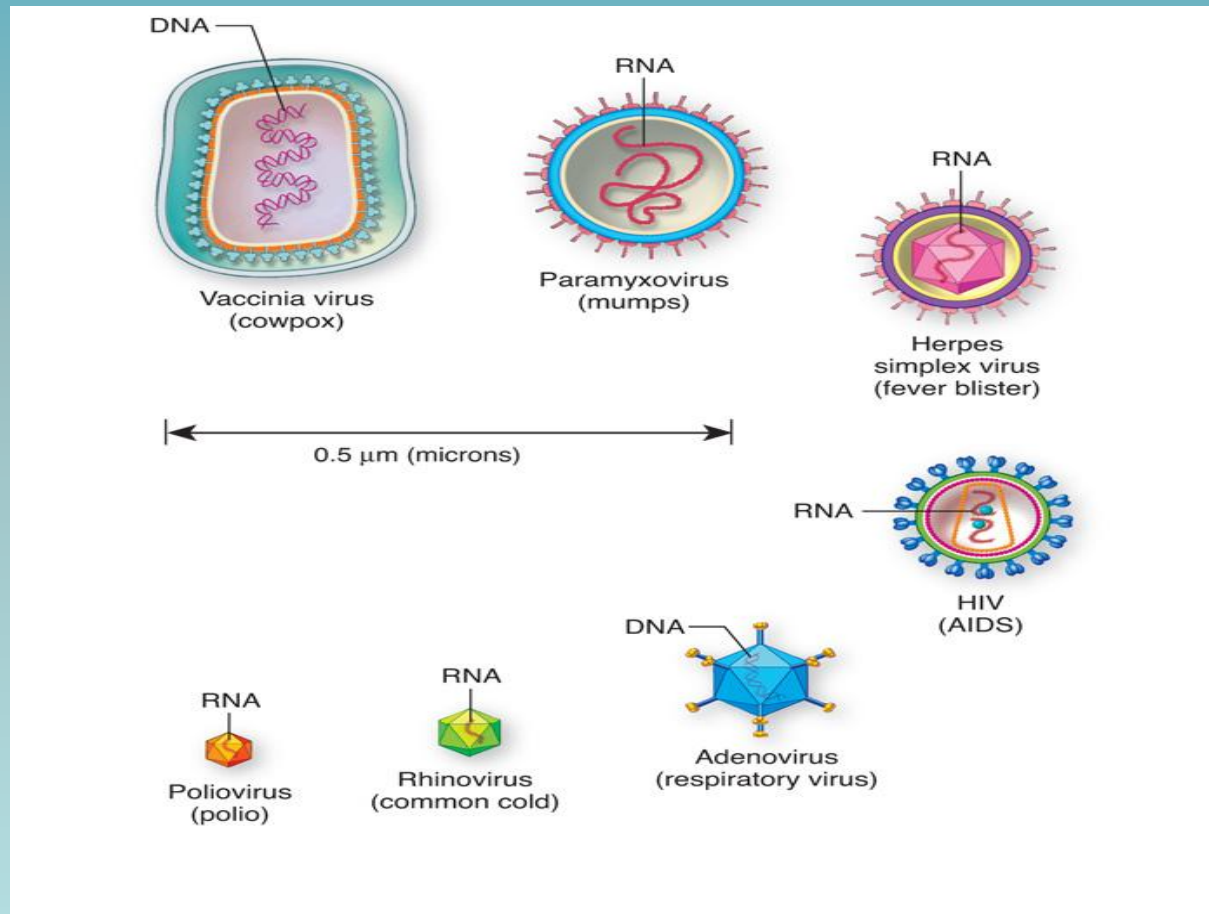 DNA
Vaccinia virus
(cowpox)
RNA
Paramyxovirus
(mumps)
RNA
Herpes
simplex virus
(fever blister)
0.5 μm (microns)
RNA
HIV
(AIDS)
RNA
Poliovirus
(polio)
RNA
Rhinovirus
(common cold)
DNA
Adenovirus
(respiratory virus)